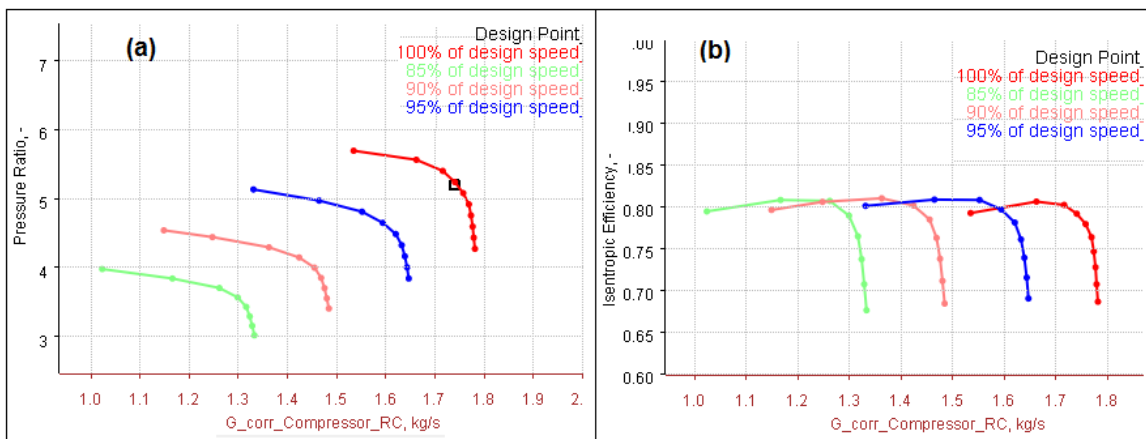 (a)
Design Point
100% of design speed
85% of design speed
90% of design speed
95% of design speed
Pressure Ratio, -
7
6
5
4
3
1.0 1.1 1.2 1.3 1.4 1.5 1.6 1.7 1.8 1.9 2.
G_corr_Compressor_RC, kg/s
(b)
Design Point
100% of design speed
85% of design speed
90% of design speed
95% of design speed
Isentropic Efficiency, -
.00
.95
.90
.85
0.80
0.75
0.70
0.65
0.60
1.0 1.1 1.2 1.3 1.4 1.5 1.6 1.7 1.8
G_corr_Compressor_RC, kg/s